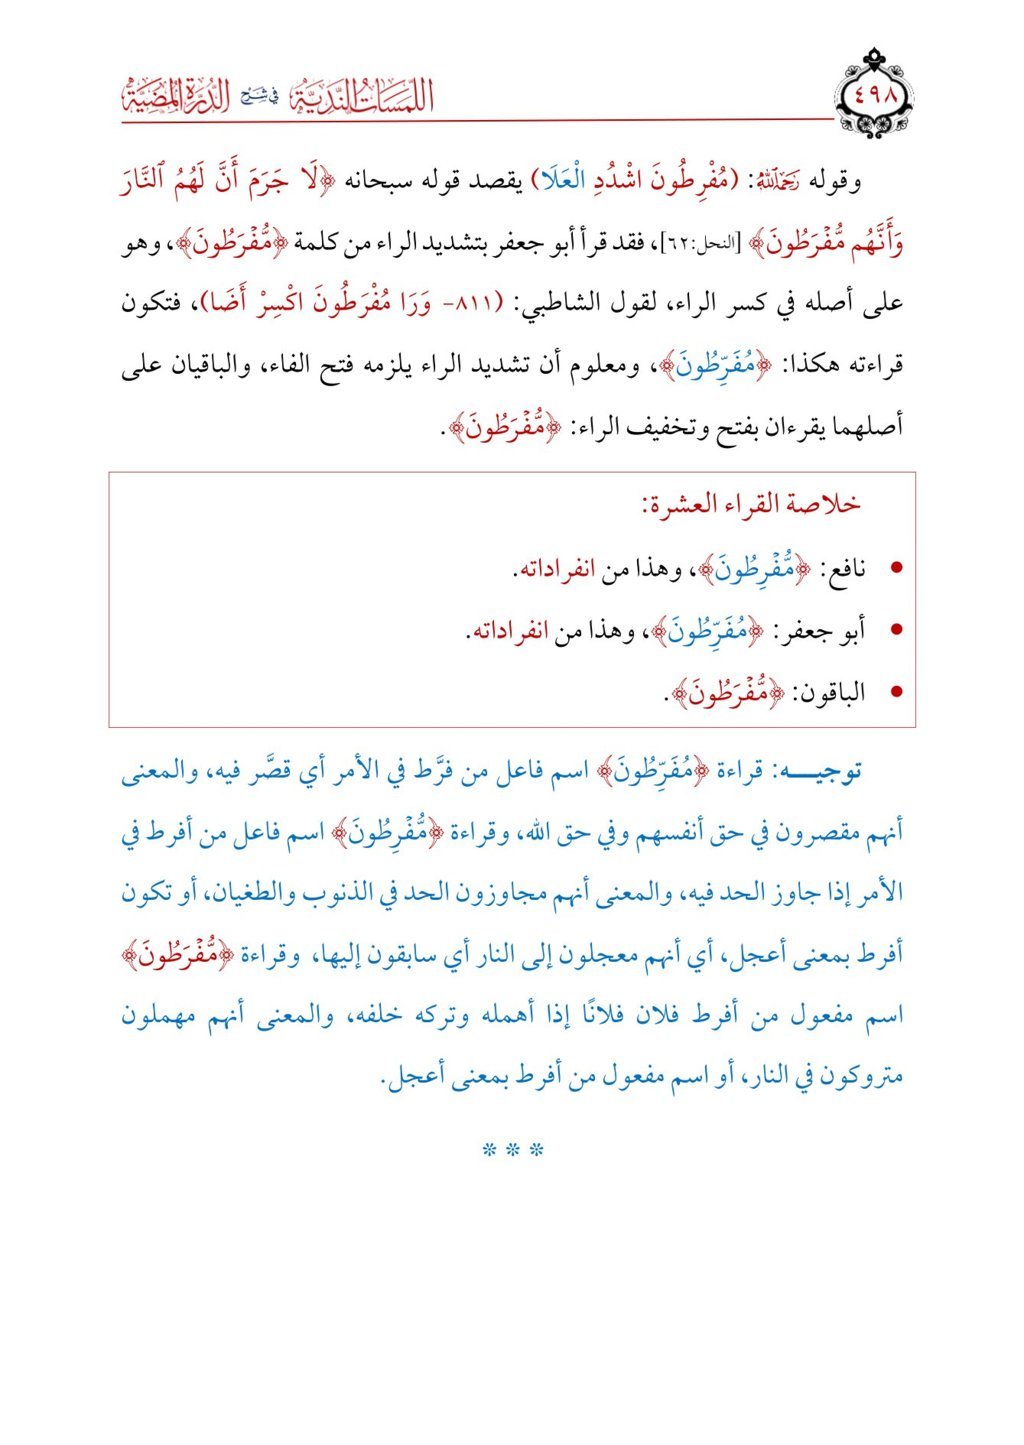 ٤٩٨
اللمسات الندية في شرح الدرة المضية
وقوله رَحِمَهُ اللَّهُ: (مُفْرِطُونَ اشْدُدِ الْعَلَا) يقصد قوله سبحانه ﴿لَا جَرَمَ أَنَّ لَهُمُ ٱلنَّارَ
وَأَنَّهُم مُّفْرَطُونَ﴾ [النحل:٦٢]، فقد قرأ أبو جعفر بتشديد الراء من كلمة ﴿مُّفْرَطُونَ﴾، وهو
على أصله في كسر الراء، لقول الشاطبي: (٨١١- وَرَا مُفْرَطُونَ اكْسِرْ أَضَا)، فتكون
قراءته هكذا: ﴿مُفَرِّطُونَ﴾، ومعلوم أن تشديد الراء يلزمه فتح الفاء، والباقيان على
أصلهما يقرءان بفتح وتخفيف الراء: ﴿مُّفْرَطُونَ﴾.
خلاصة القراء العشرة:
• نافع: ﴿مُّفْرِطُونَ﴾، وهذا من انفراداته.
• أبو جعفر: ﴿مُفَرِّطُونَ﴾، وهذا من انفراداته.
• الباقون: ﴿مُّفْرَطُونَ﴾.
توجيـــه: قراءة ﴿مُفَرِّطُونَ﴾ اسم فاعل من فرَّط في الأمر أي قصَّر فيه، والمعنى
أنهم مقصرون في حق أنفسهم وفي حق الله، وقراءة ﴿مُّفْرِطُونَ﴾ اسم فاعل من أفرط في
الأمر إذا جاوز الحد فيه، والمعنى أنهم مجاوزون الحد في الذنوب والطغيان، أو تكون
أفرط بمعنى أعجل، أي أنهم معجلون إلى النار أي سابقون إليها، وقراءة ﴿مُّفْرَطُونَ﴾
اسم مفعول من أفرط فلان فلانًا إذا أهمله وتركه خلفه، والمعنى أنهم مهملون
متروكون في النار، أو اسم مفعول من أفرط بمعنى أعجل.
* * *